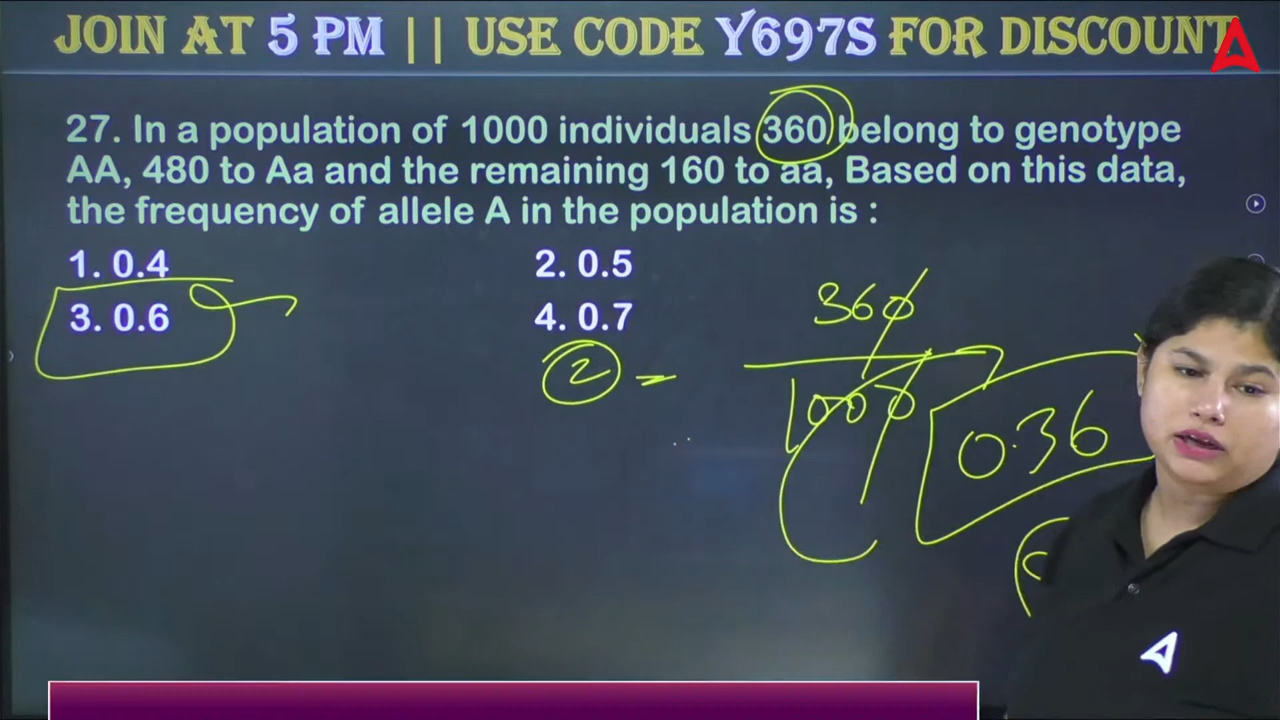 JOIN AT 5 PM || USE CODE Y697S FOR DISCOUNT
27. In a population of 1000 individuals 360 belong to genotype
AA, 480 to Aa and the remaining 160 to aa, Based on this data,
the frequency of allele A in the population is :
1. 0.4
2. 0.5
3. 0.6
4. 0.7
360
2 =
1000
0.36